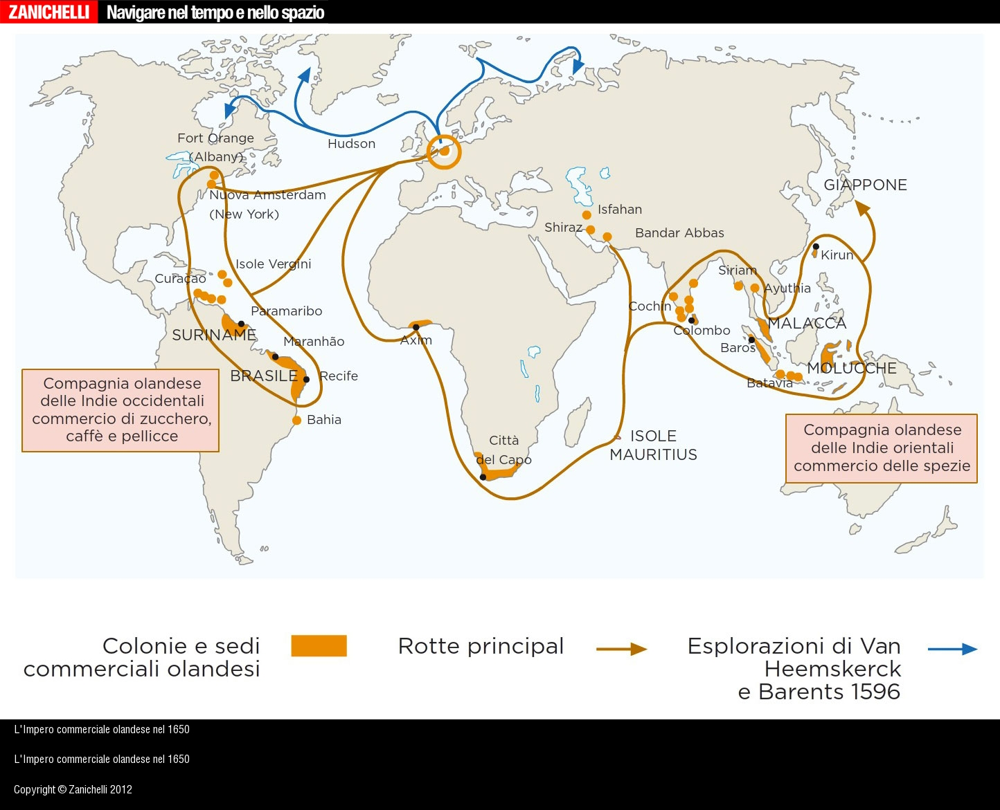 ZANICHELLI Navigare nel tempo e nello spazio
Fort Orange
(Albany)
Hudson
Nuova Amsterdam
(New York)
GIAPPONE
Isfahan
Shiraz
Bandar Abbas
Kirun
Isole Vergini
Curaçao
Siriam
Ayuthia
Cochin
Paramaribo
SURINAME
Colombo
MALACCA
Maranhão
Axim
Baros
MOLUCCHE
BRASILE
Recife
Batavia
Compagnia olandese
delle Indie occidentali
commercio di zucchero,
caffè e pellicce
Bahia
Città
del Capo
ISOLE
MAURITIUS
Compagnia olandese
delle Indie orientali
commercio delle spezie
Colonie e sedi
commerciali olandesi
Rotte principal
Esplorazioni di Van
Heemskerck
e Barents 1596
L'Impero commerciale olandese nel 1650
L'Impero commerciale olandese nel 1650
Copyright © Zanichelli 2012